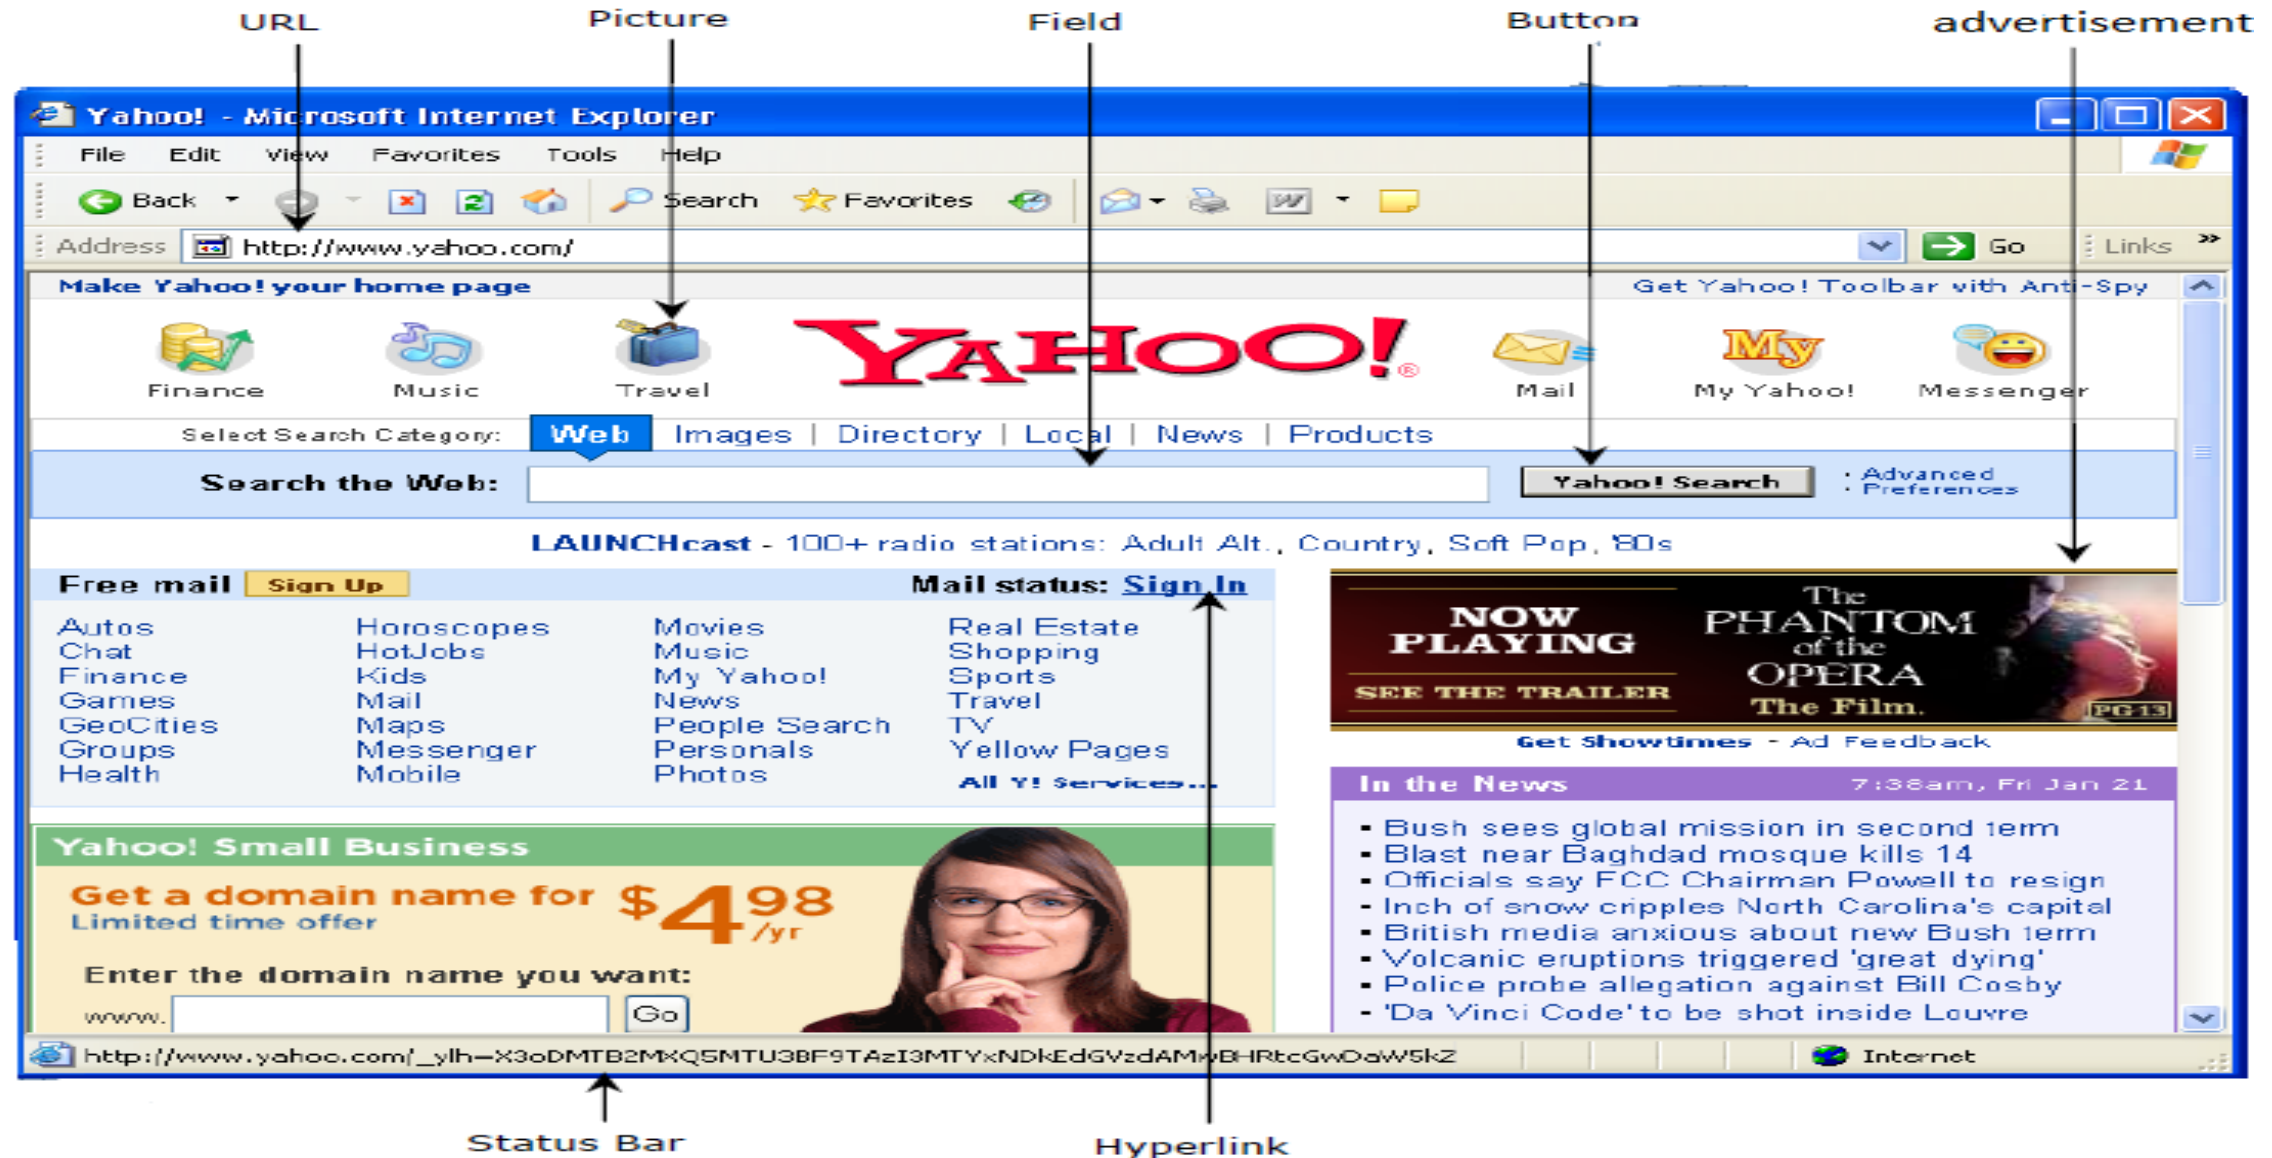 URL Picture Field Button advertisement
Yahoo! - Microsoft Internet Explorer
File Edit View Favorites Tools Help
Back Search Favorites W
Address http://www.yahoo.com/ Go Links »
Make Yahoo! your home page Get Yahoo! Toolbar with Anti-Spy
YAHOO!® My
Finance Music Travel Mail My Yahoo! Messenger
Select Search Category: Web Images | Directory | Local | News | Products
Search the Web: Yahoo! Search · Advanced
· Preferences
LAUNCHcast - 100+ radio stations: Adult Alt., Country, Soft Pop, '80s
Free mail Sign Up Mail status: Sign In
Autos Horoscopes Movies Real Estate
Chat HotJobs Music Shopping
Finance Kids My Yahoo! Sports
Games Mail News Travel
GeoCities Maps People Search TV
Groups Messenger Personals Yellow Pages
Health Mobile Photos All Y! Services...
NOW PLAYING
SEE THE TRAILER
The
PHANTOM
of the
OPERA
The Film.
PG-13
Get Showtimes - Ad Feedback
In the News 7:38am, Fri Jan 21
▪ Bush sees global mission in second term
▪ Blast near Baghdad mosque kills 14
▪ Officials say FCC Chairman Powell to resign
▪ Inch of snow cripples North Carolina's capital
▪ British media anxious about new Bush term
▪ Volcanic eruptions triggered 'great dying'
▪ Police probe allegation against Bill Cosby
▪ 'Da Vinci Code' to be shot inside Louvre
Yahoo! Small Business
Get a domain name for $4.98/yr
Limited time offer
Enter the domain name you want:
www. Go
Internet
Status Bar Hyperlink